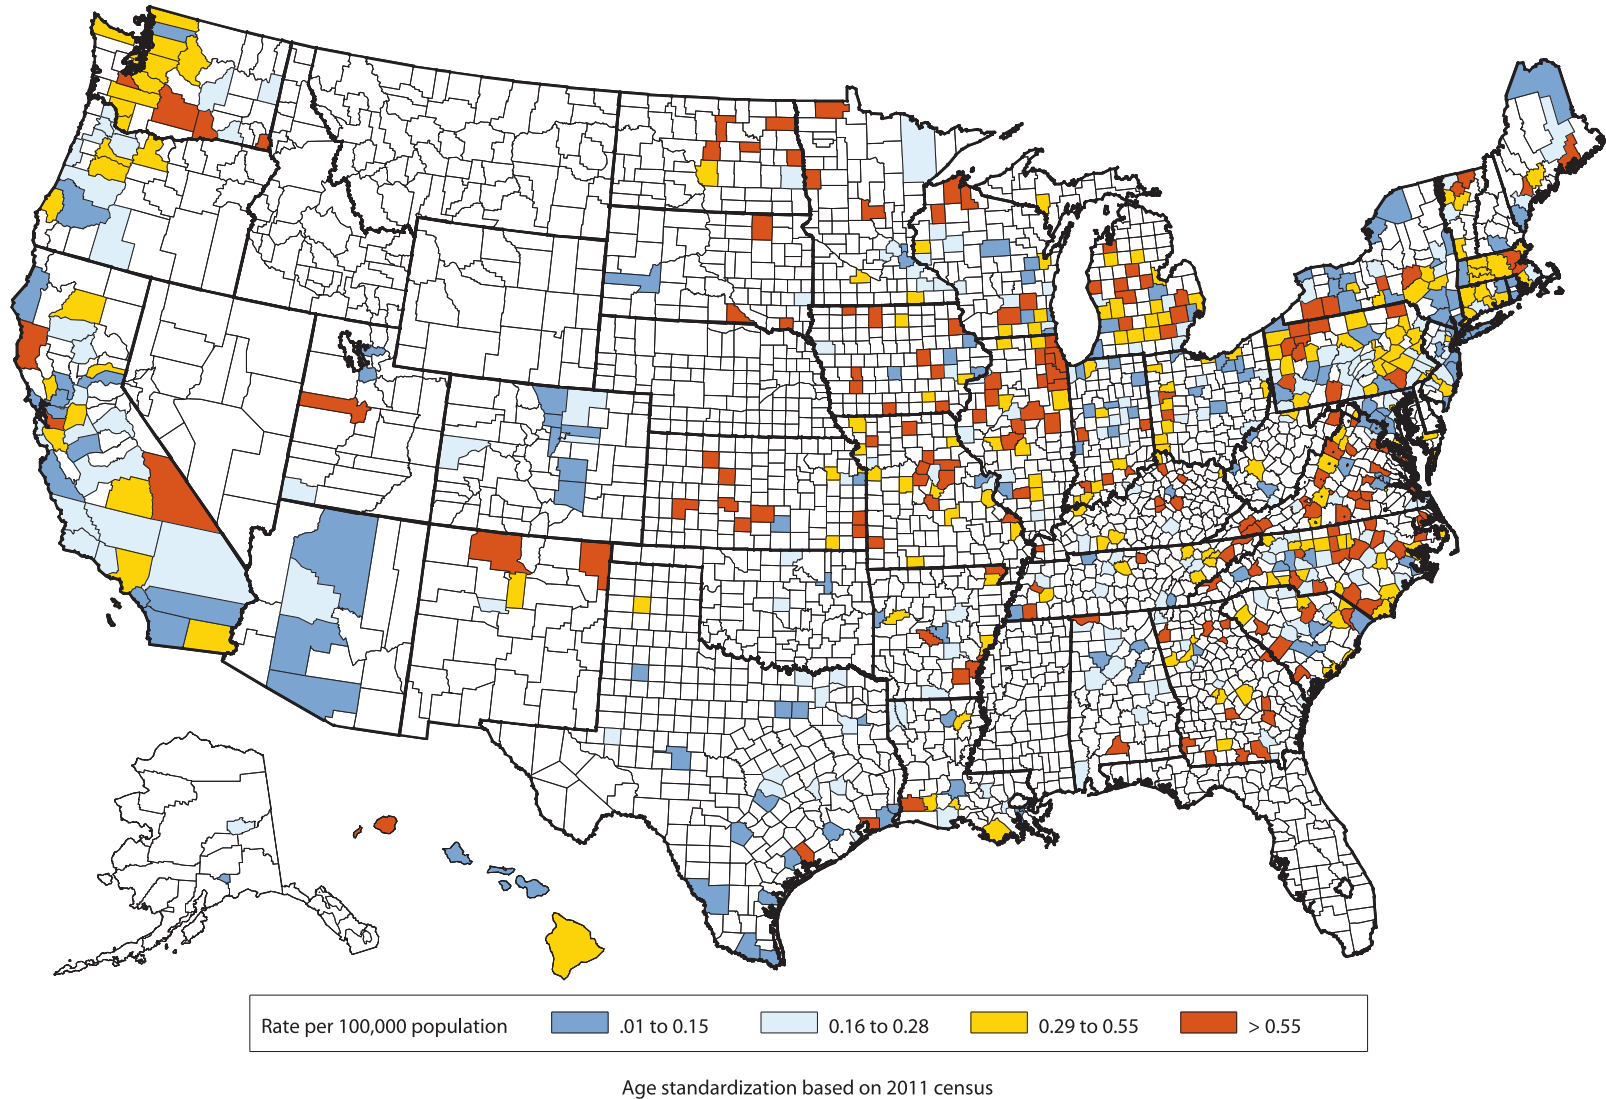 Rate per 100,000 population .01 to 0.15 0.16 to 0.28 0.29 to 0.55 > 0.55
Age standardization based on 2011 census